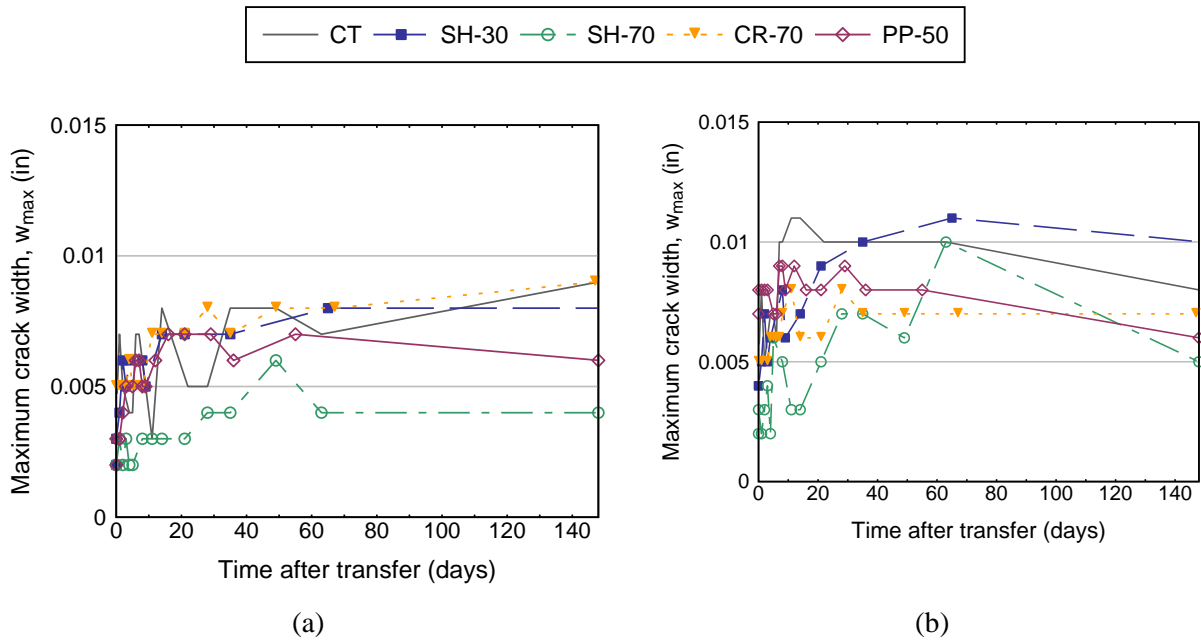 CT SH-30 SH-70 CR-70 PP-50
Maximum crack width, wmax (in)
0.015
0.01
0.005
0
0 20 40 60 80 100 120 140
Time after transfer (days)
(a)
Maximum crack width, wmax (in)
0.015
0.01
0.005
0
0 20 40 60 80 100 120 140
Time after transfer (days)
(b)